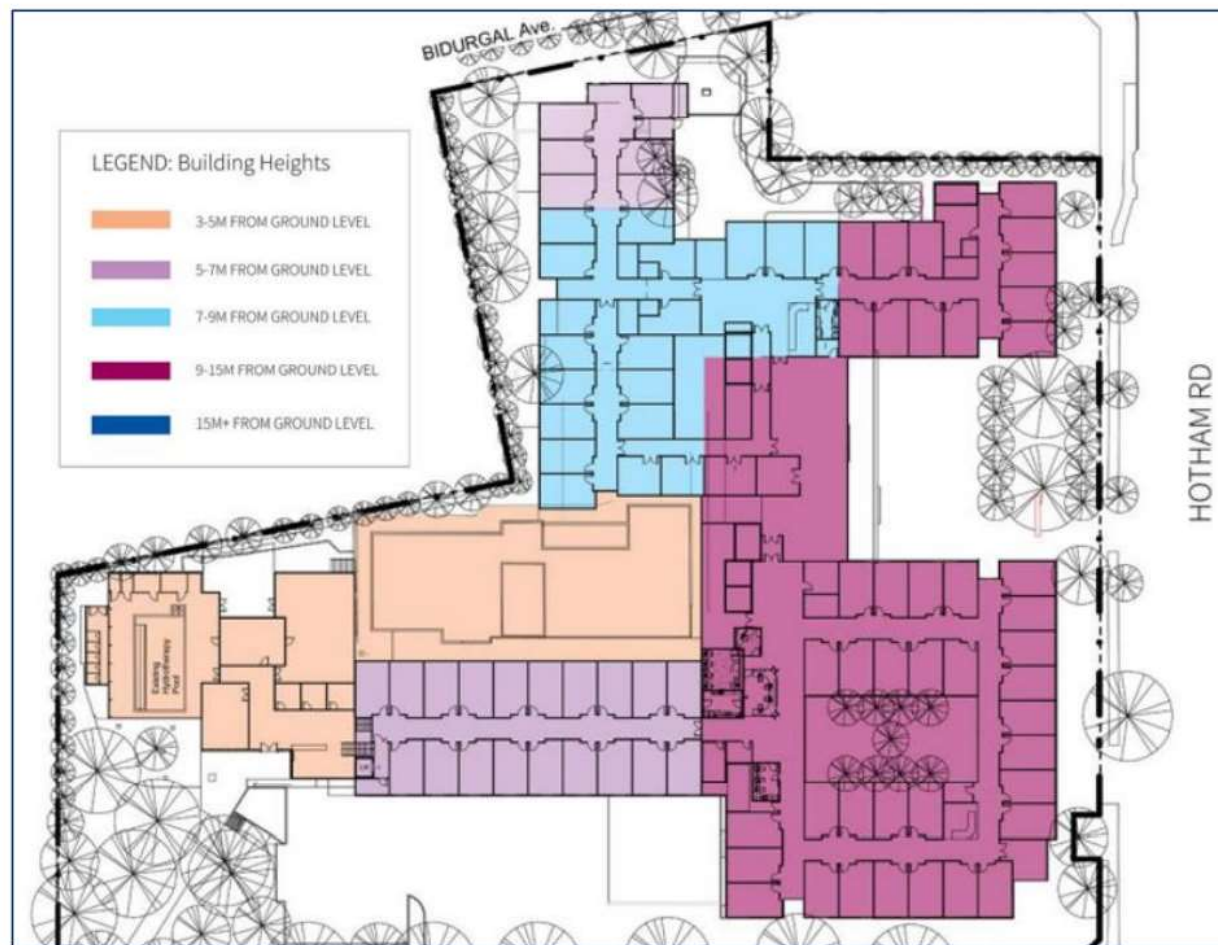 BIDURGAL Ave.
LEGEND: Building Heights
3-5M FROM GROUND LEVEL
5-7M FROM GROUND LEVEL
7-9M FROM GROUND LEVEL
9-15M FROM GROUND LEVEL
15M+ FROM GROUND LEVEL
HOTHAM RD
Existing
Hydrotherapy
Pool